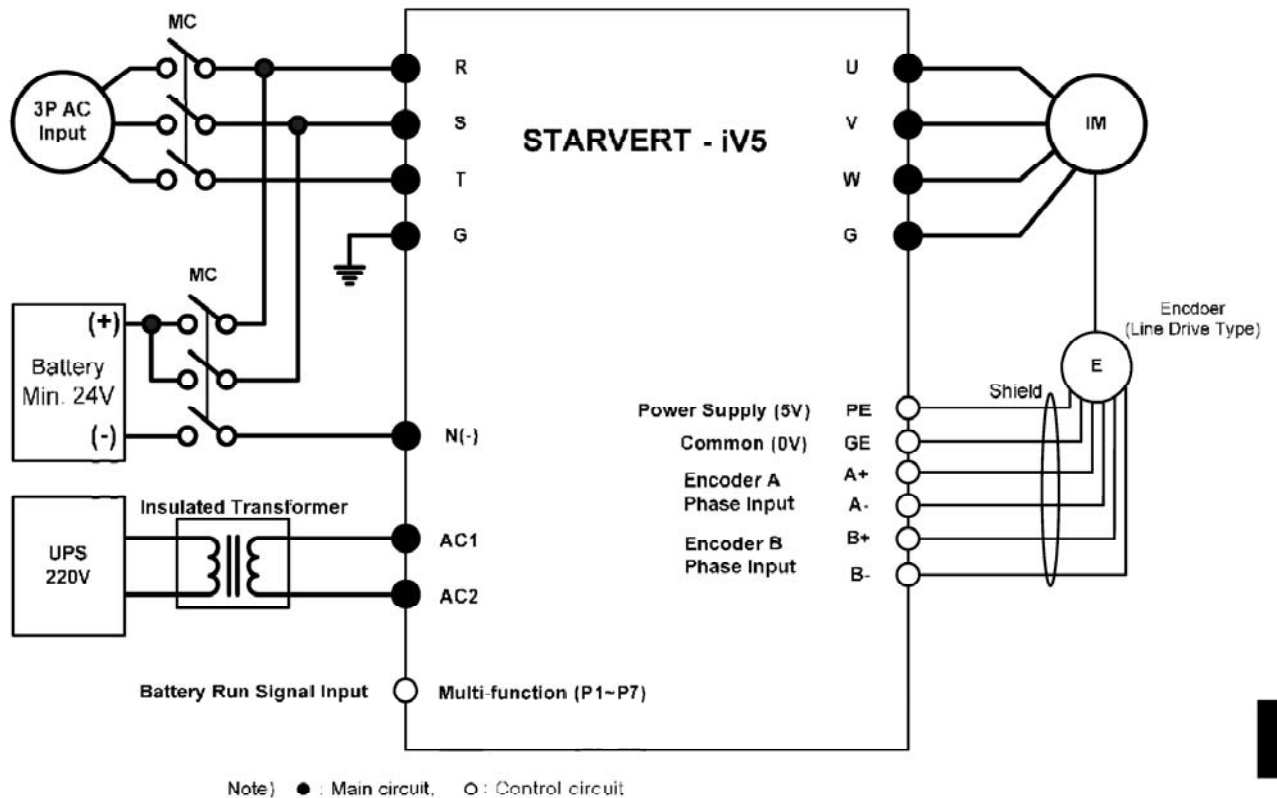 MC
3P AC
Input
R
S
T
G
STARVERT - iV5
U
V
W
G
IM
MC
(+)
Battery
Min. 24V
(-)
N(-)
Encdoer
(Line Drive Type)
E
Shield
Power Supply (5V) PE
Common (0V) GE
Encoder A
Phase Input
A+
A-
Encoder B
Phase Input
B+
B-
Insulated Transformer
UPS
220V
AC1
AC2
Battery Run Signal Input
Multi-function (P1~P7)
Note) ● : Main circuit, ○ : Control circuit